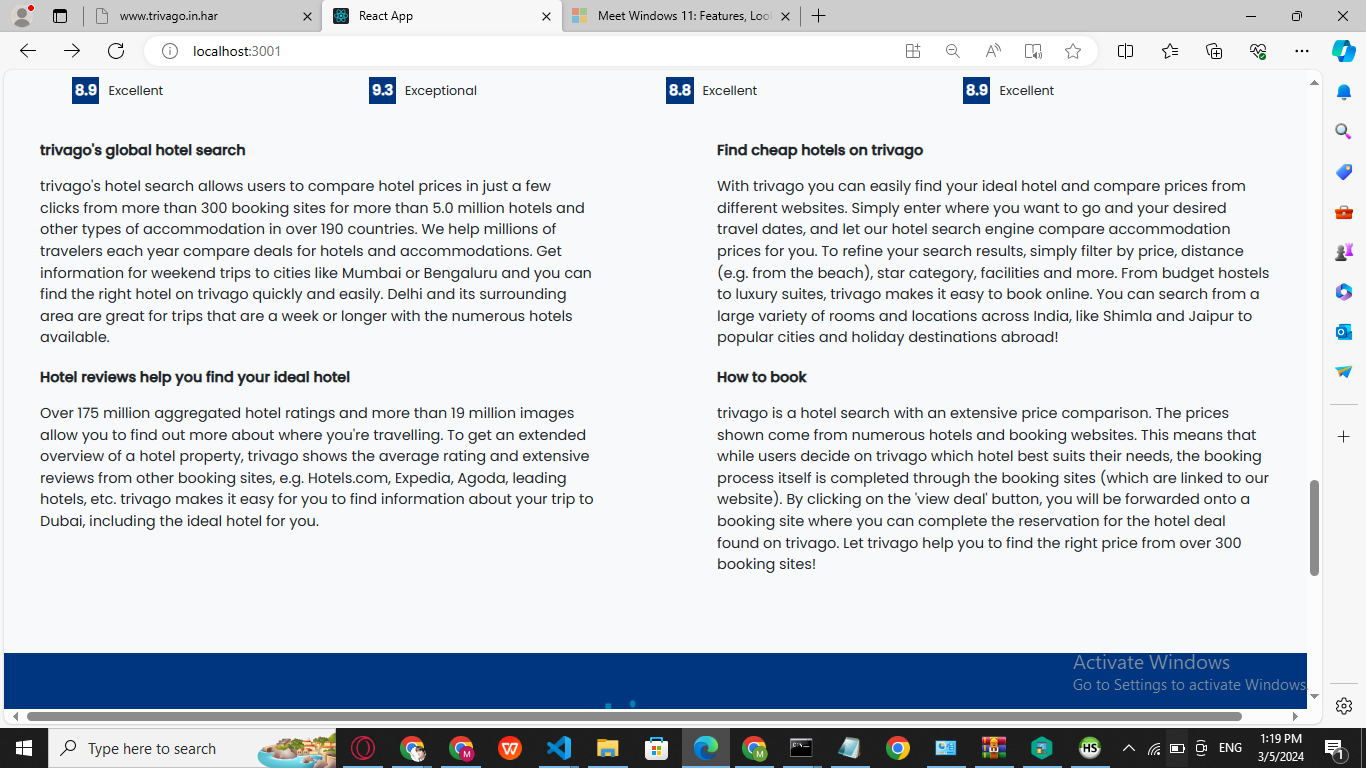 www.trivago.in.har
React App
Meet Windows 11: Features, Look
localhost:3001
8.9 Excellent
9.3 Exceptional
8.8 Excellent
8.9 Excellent
trivago's global hotel search
trivago's hotel search allows users to compare hotel prices in just a few
clicks from more than 300 booking sites for more than 5.0 million hotels and
other types of accommodation in over 190 countries. We help millions of
travelers each year compare deals for hotels and accommodations. Get
information for weekend trips to cities like Mumbai or Bengaluru and you can
find the right hotel on trivago quickly and easily. Delhi and its surrounding
area are great for trips that are a week or longer with the numerous hotels
available.
Hotel reviews help you find your ideal hotel
Over 175 million aggregated hotel ratings and more than 19 million images
allow you to find out more about where you're travelling. To get an extended
overview of a hotel property, trivago shows the average rating and extensive
reviews from other booking sites, e.g. Hotels.com, Expedia, Agoda, leading
hotels, etc. trivago makes it easy for you to find information about your trip to
Dubai, including the ideal hotel for you.
Find cheap hotels on trivago
With trivago you can easily find your ideal hotel and compare prices from
different websites. Simply enter where you want to go and your desired
travel dates, and let our hotel search engine compare accommodation
prices for you. To refine your search results, simply filter by price, distance
(e.g. from the beach), star category, facilities and more. From budget hostels
to luxury suites, trivago makes it easy to book online. You can search from a
large variety of rooms and locations across India, like Shimla and Jaipur to
popular cities and holiday destinations abroad!
How to book
trivago is a hotel search with an extensive price comparison. The prices
shown come from numerous hotels and booking websites. This means that
while users decide on trivago which hotel best suits their needs, the booking
process itself is completed through the booking sites (which are linked to our
website). By clicking on the 'view deal' button, you will be forwarded onto a
booking site where you can complete the reservation for the hotel deal
found on trivago. Let trivago help you to find the right price from over 300
booking sites!
Activate Windows
Go to Settings to activate Windows
Type here to search
ENG
1:19 PM
3/5/2024
1